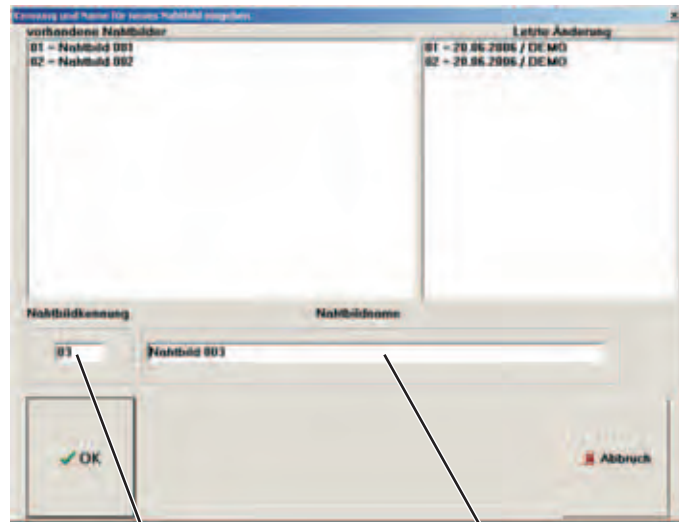 Kennung und Name für neues Nahtbild eingeben.
vorhandene Nahtbilder
Letzte Änderung
01 - Nahtbild 001
01 - 20.06.2006 / DEMO
02 - Nahtbild 002
02 - 20.06.2006 / DEMO
Nahtbildkennung
Nahtbildname
03
Nahtbild 003
OK
Abbruch